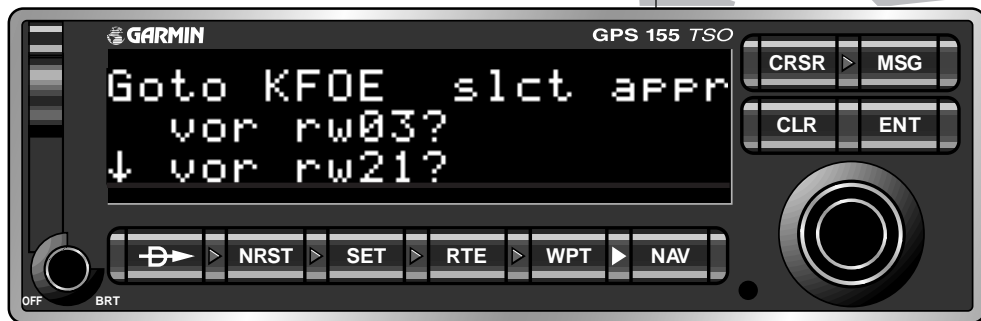 GARMIN GPS 155 TSO
Goto KFOE slct appr
vor rw03?
↓ vor rw21?
CRSR MSG
CLR ENT
D NRST SET RTE WPT NAV
OFF BRT